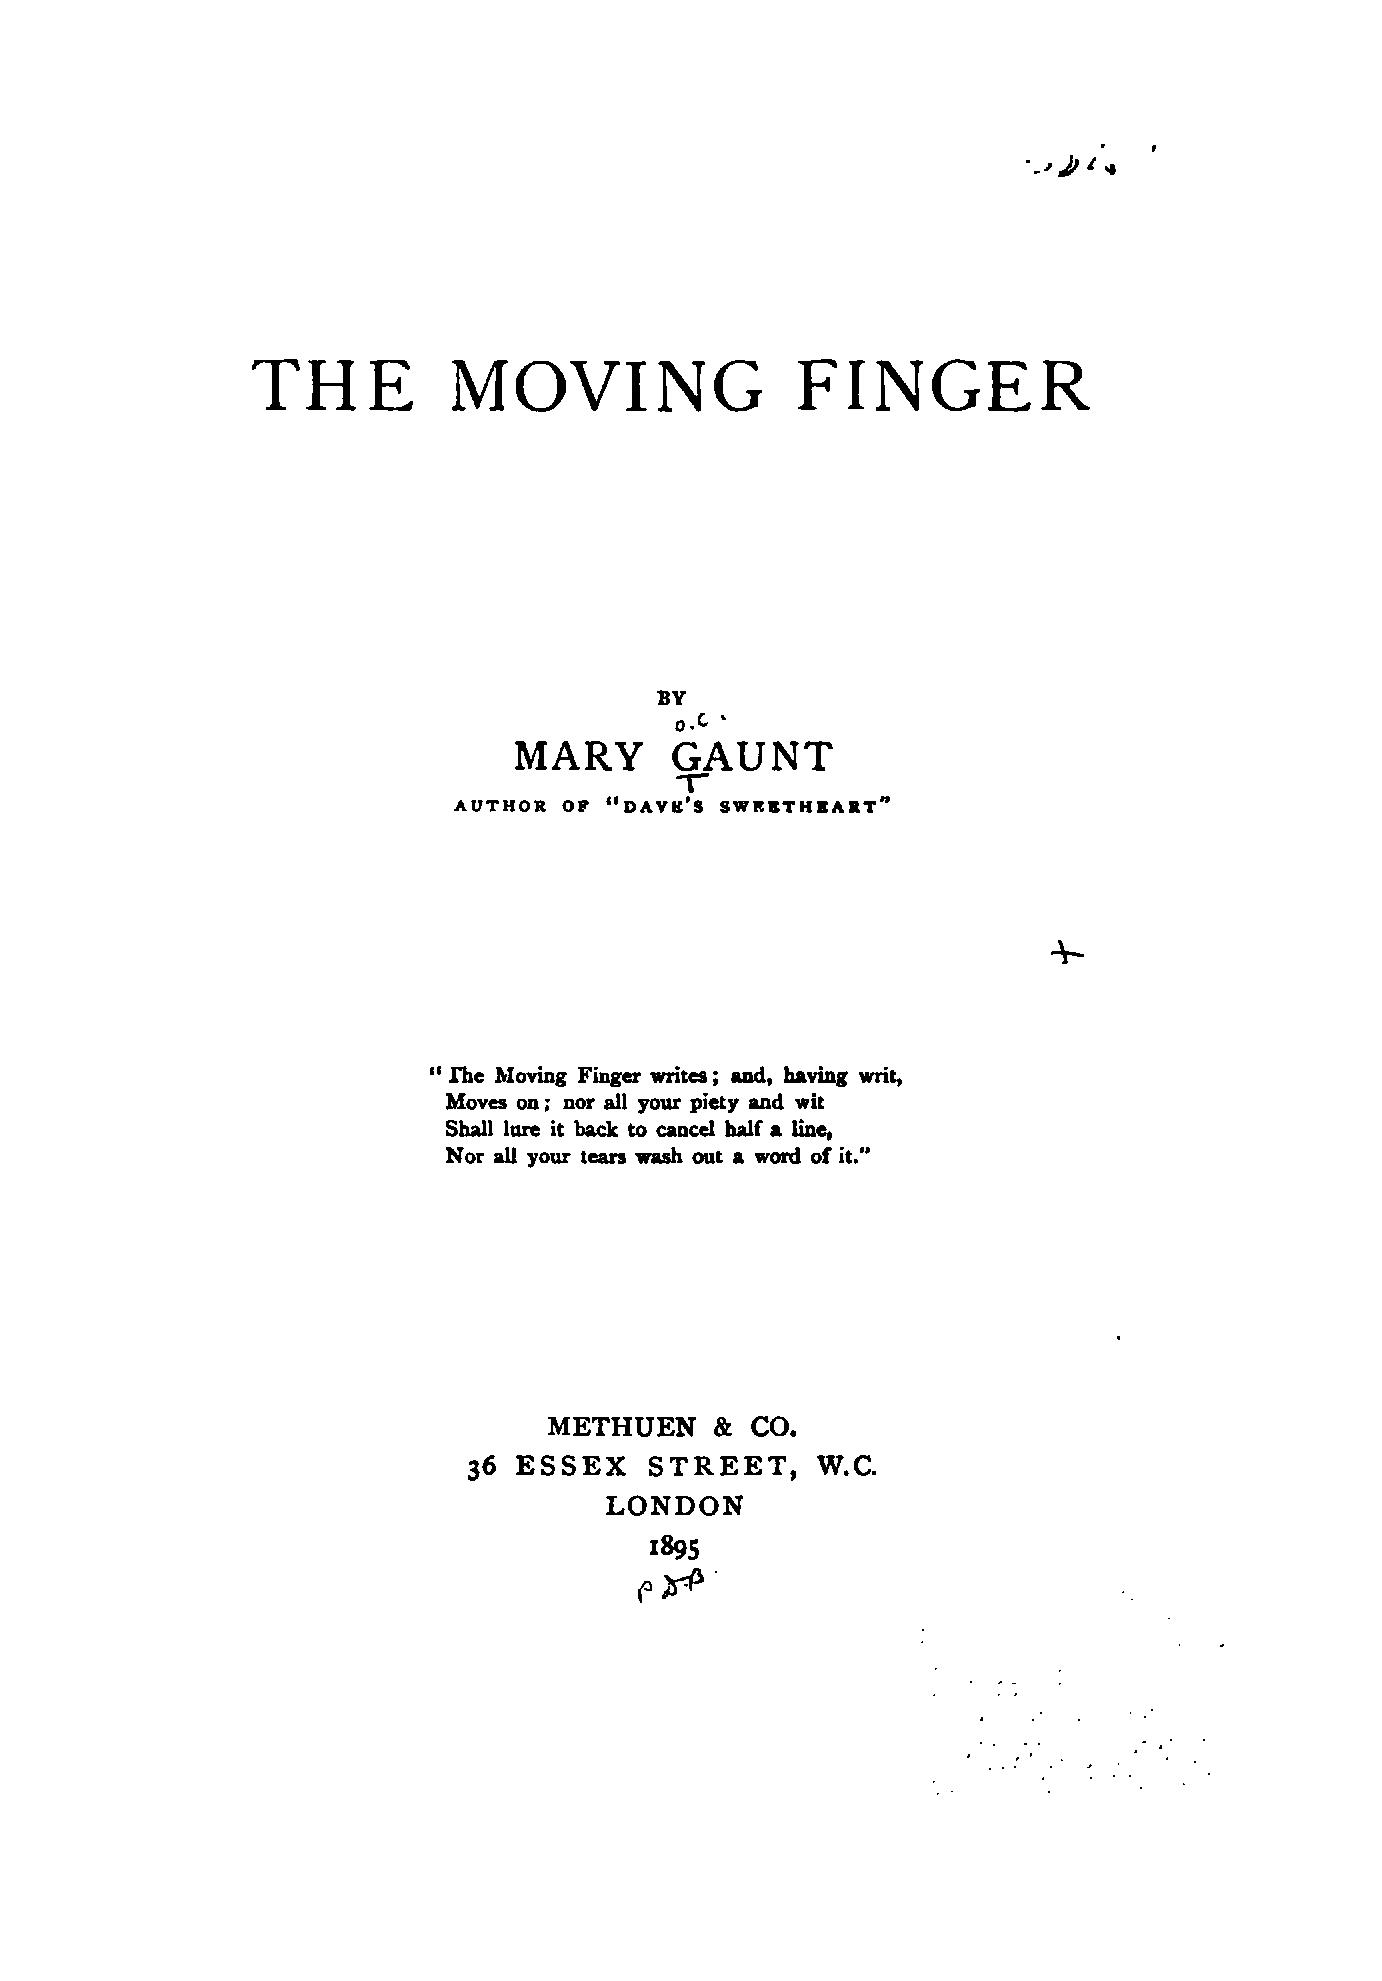 THE MOVING FINGER
BY
O.C.
MARY GAUNT
T
AUTHOR OF "DAVE'S SWEETHEART"
"The Moving Finger writes; and, having writ,
Moves on; nor all your piety and wit
Shall lure it back to cancel half a line,
Nor all your tears wash out a word of it."
METHUEN & CO.
36 ESSEX STREET, W.C.
LONDON
1895